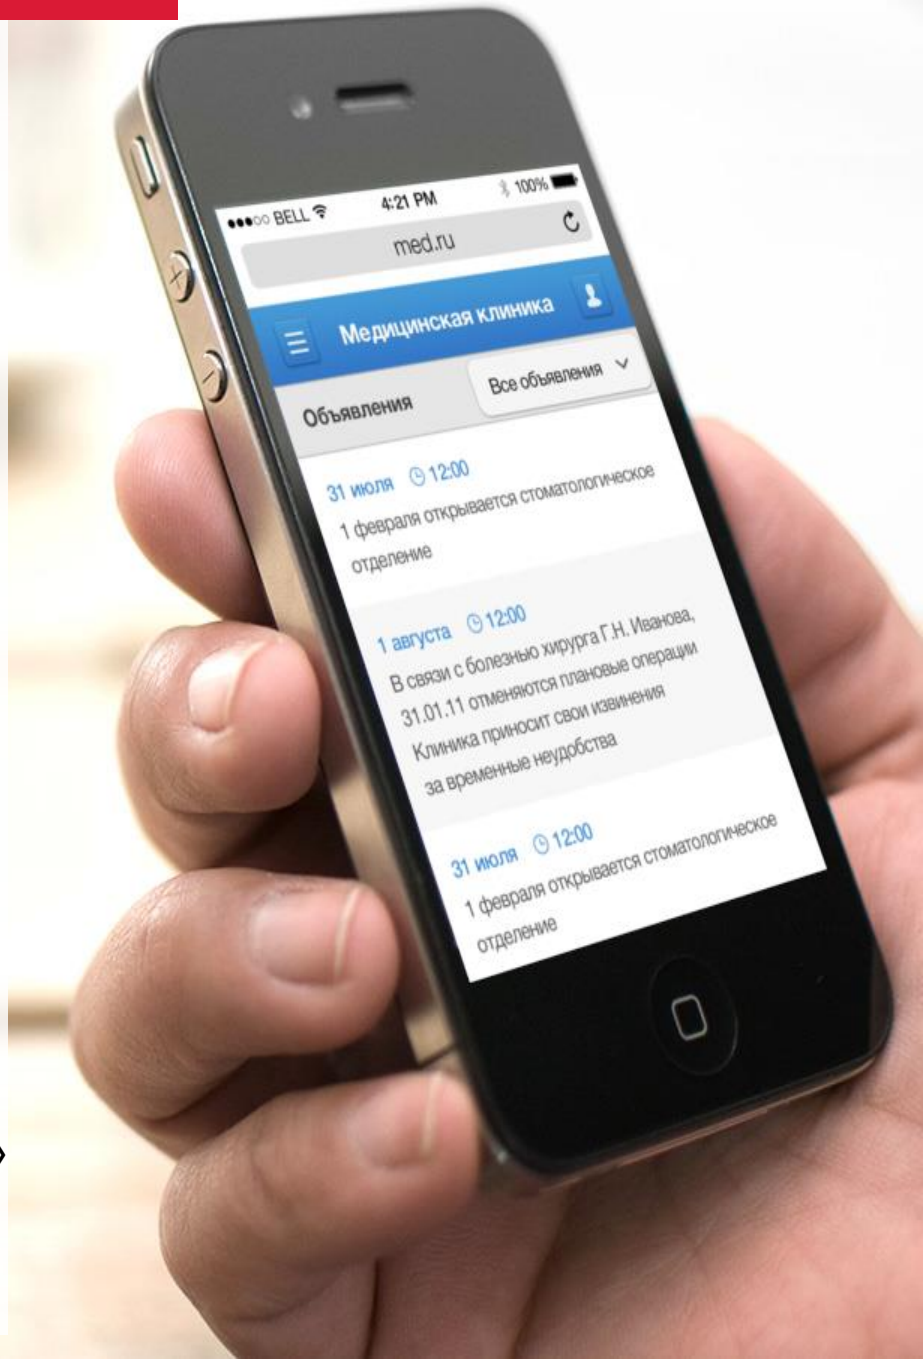 BELL 4:21 PM 100%
med.ru
Медицинская клиника
Объявления Все объявления
31 июля 12:00
1 февраля открывается стоматологическое
отделение
1 августа 12:00
В связи с болезнью хирурга Г.Н. Иванова,
31.01.11 отменяются плановые операции
Клиника приносит свои извинения
за временные неудобства
31 июля 12:00
1 февраля открывается стоматологическое
отделение